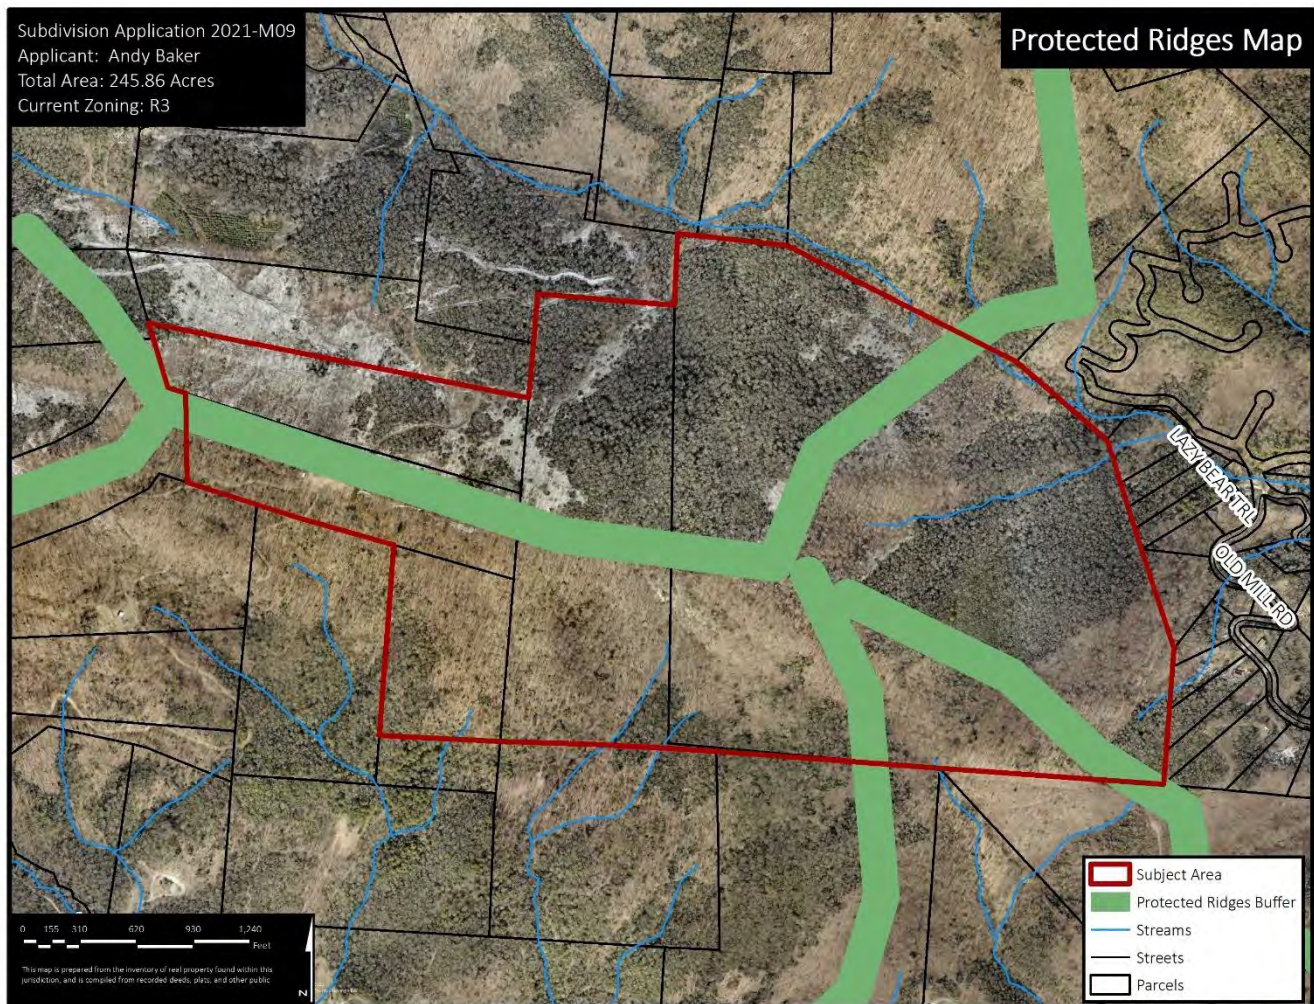 Subdivision Application 2021-M09
Applicant: Andy Baker
Total Area: 245.86 Acres
Current Zoning: R3
Protected Ridges Map
LAZY BEAR TRL
OLD MILL RD
Subject Area
Protected Ridges Buffer
Streams
Streets
Parcels
0 155 310 620 930 1,240
Feet
This map is prepared from the inventory of real property found within this
jurisdiction, and is compiled from recorded deeds, plats, and other public
N